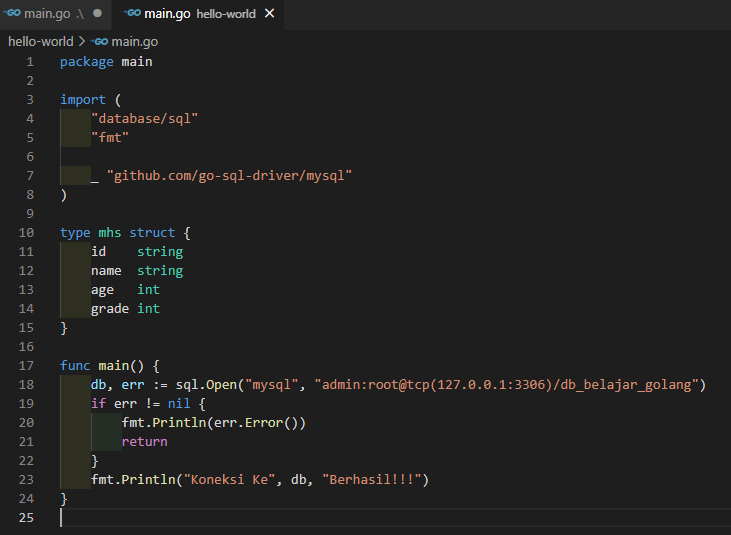 GO main.go .\ ● GO main.go hello-world ×
hello-world > GO main.go
1 package main
2
3 import (
4     "database/sql"
5     "fmt"
6
7     _ "github.com/go-sql-driver/mysql"
8 )
9
10 type mhs struct {
11     id    string
12     name  string
13     age   int
14     grade int
15 }
16
17 func main() {
18     db, err := sql.Open("mysql", "admin:root@tcp(127.0.0.1:3306)/db_belajar_golang")
19     if err != nil {
20         fmt.Println(err.Error())
21         return
22     }
23     fmt.Println("Koneksi Ke", db, "Berhasil!!!")
24 }
25